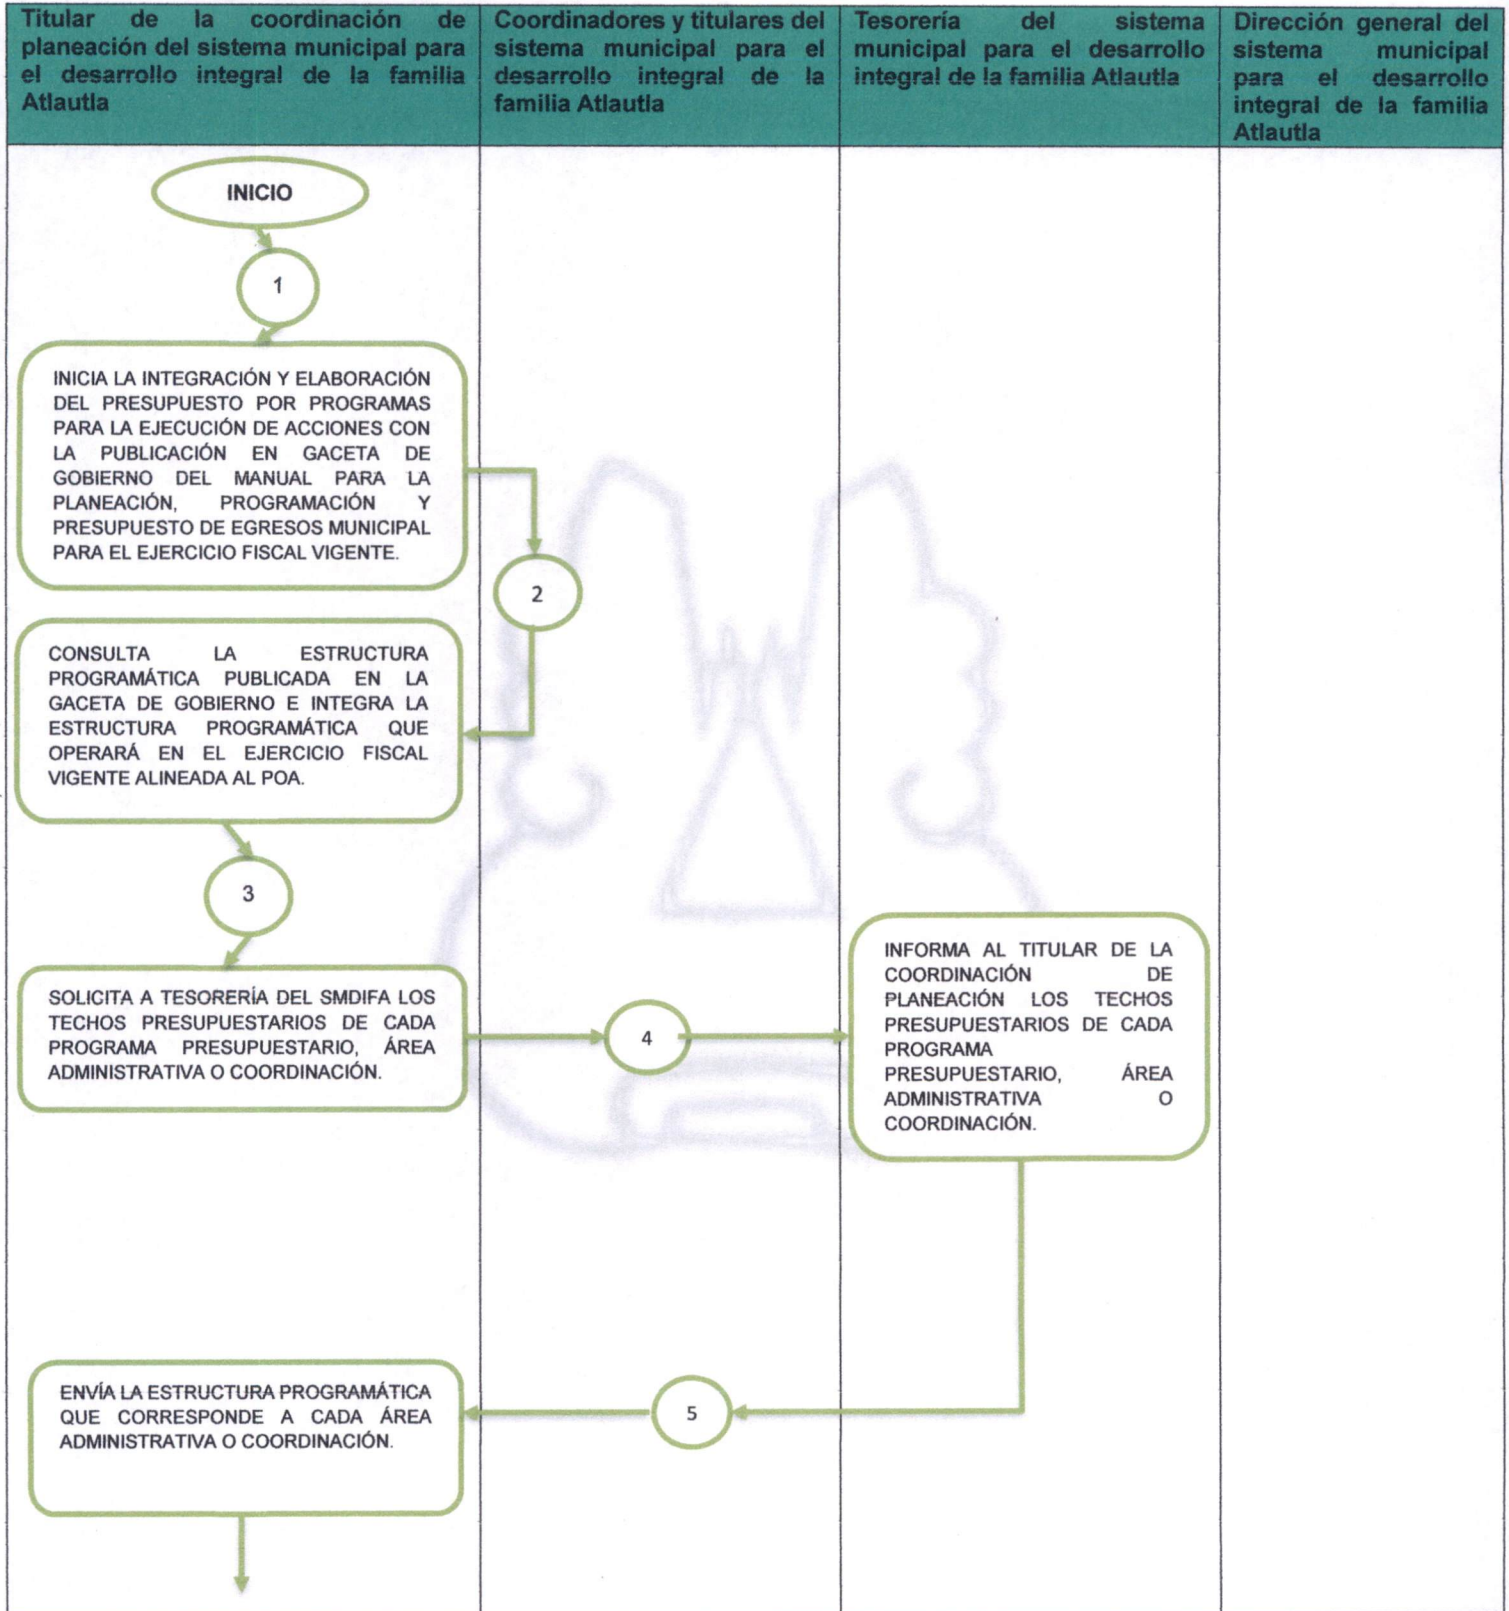 Titular de la coordinación de
planeación del sistema municipal para
el desarrollo integral de la familia
Atlautla
Coordinadores y titulares del
sistema municipal para el
desarrollo integral de la
familia Atlautla
Tesorería del sistema
municipal para el desarrollo
integral de la familia Atlautla
Dirección general del
sistema municipal
para el desarrollo
integral de la familia
Atlautla
INICIO
1
INICIA LA INTEGRACIÓN Y ELABORACIÓN
DEL PRESUPUESTO POR PROGRAMAS
PARA LA EJECUCIÓN DE ACCIONES CON
LA PUBLICACIÓN EN GACETA DE
GOBIERNO DEL MANUAL PARA LA
PLANEACIÓN, PROGRAMACIÓN Y
PRESUPUESTO DE EGRESOS MUNICIPAL
PARA EL EJERCICIO FISCAL VIGENTE.
2
CONSULTA LA ESTRUCTURA
PROGRAMÁTICA PUBLICADA EN LA
GACETA DE GOBIERNO E INTEGRA LA
ESTRUCTURA PROGRAMÁTICA QUE
OPERARÁ EN EL EJERCICIO FISCAL
VIGENTE ALINEADA AL POA.
3
SOLICITA A TESORERÍA DEL SMDIFA LOS
TECHOS PRESUPUESTARIOS DE CADA
PROGRAMA PRESUPUESTARIO, ÁREA
ADMINISTRATIVA O COORDINACIÓN.
4
INFORMA AL TITULAR DE LA
COORDINACIÓN DE
PLANEACIÓN LOS TECHOS
PRESUPUESTARIOS DE CADA
PROGRAMA
PRESUPUESTARIO, ÁREA
ADMINISTRATIVA O
COORDINACIÓN.
5
ENVÍA LA ESTRUCTURA PROGRAMÁTICA
QUE CORRESPONDE A CADA ÁREA
ADMINISTRATIVA O COORDINACIÓN.